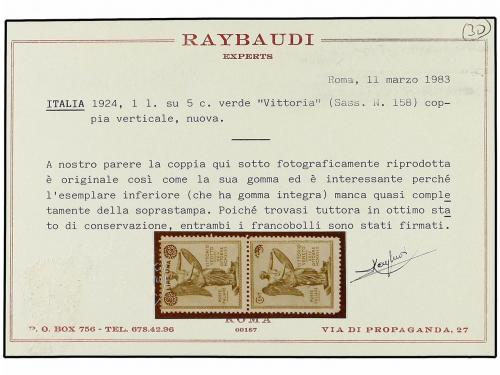 (30)
RAYBAUDI
EXPERTS
Roma, 11 marzo 1983
ITALIA 1924, 1 l. su 5 c. verde "Vittoria" (Sass. N. 158) cop-
pia verticale, nuova.
A nostro parere la coppia qui sotto fotograficamente riprodotta
è originale così come la sua gomma ed è interessante perché
l'esemplare inferiore (che ha gomma integra) manca quasi comple
tamente della soprastampa. Poiché trovasi tuttora in ottimo sta
to di conservazione, entrambi i francobolli sono stati firmati.
ROMA
P. O. BOX 756 - TEL. 678.42.96
00187
VIA DI PROPAGANDA, 27